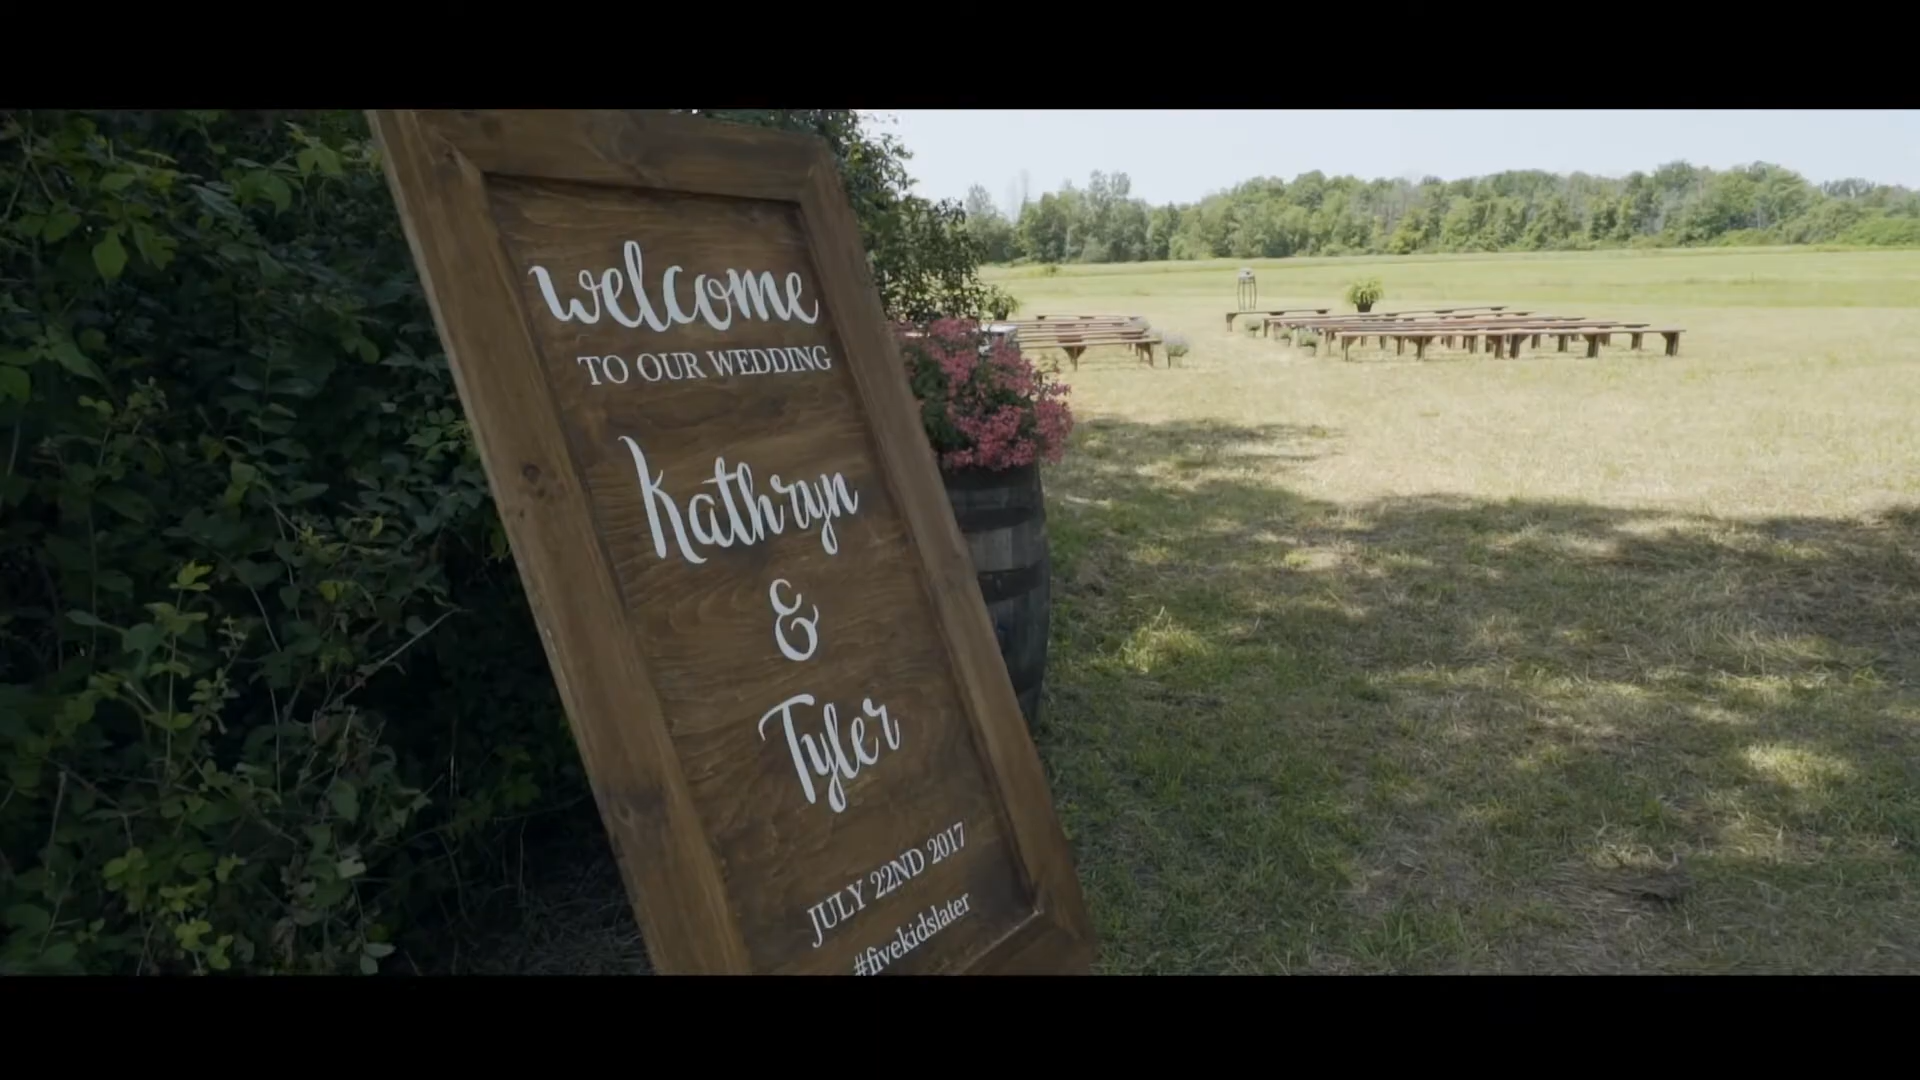 welcome
TO OUR WEDDING
Kathryn
&
Tyler
JULY 22ND 2017
#fivekidslater